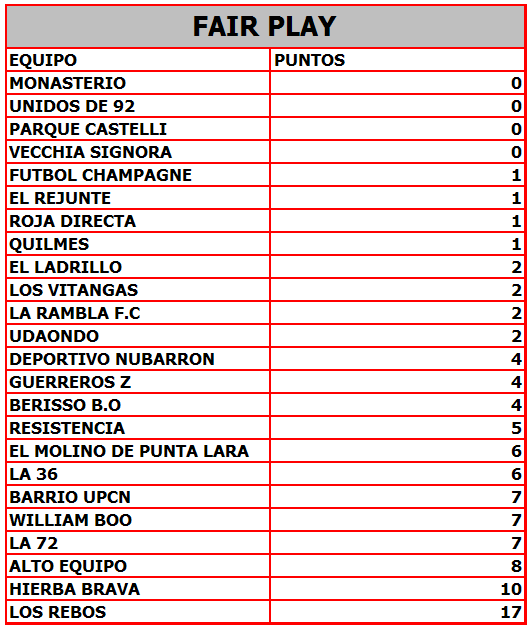 FAIR PLAY
EQUIPO PUNTOS
MONASTERIO 0
UNIDOS DE 92 0
PARQUE CASTELLI 0
VECCHIA SIGNORA 0
FUTBOL CHAMPAGNE 1
EL REJUNTE 1
ROJA DIRECTA 1
QUILMES 1
EL LADRILLO 2
LOS VITANGAS 2
LA RAMBLA F.C 2
UDAONDO 2
DEPORTIVO NUBARRON 4
GUERREROS Z 4
BERISSO B.O 4
RESISTENCIA 5
EL MOLINO DE PUNTA LARA 6
LA 36 6
BARRIO UPCN 7
WILLIAM BOO 7
LA 72 7
ALTO EQUIPO 8
HIERBA BRAVA 10
LOS REBOS 17